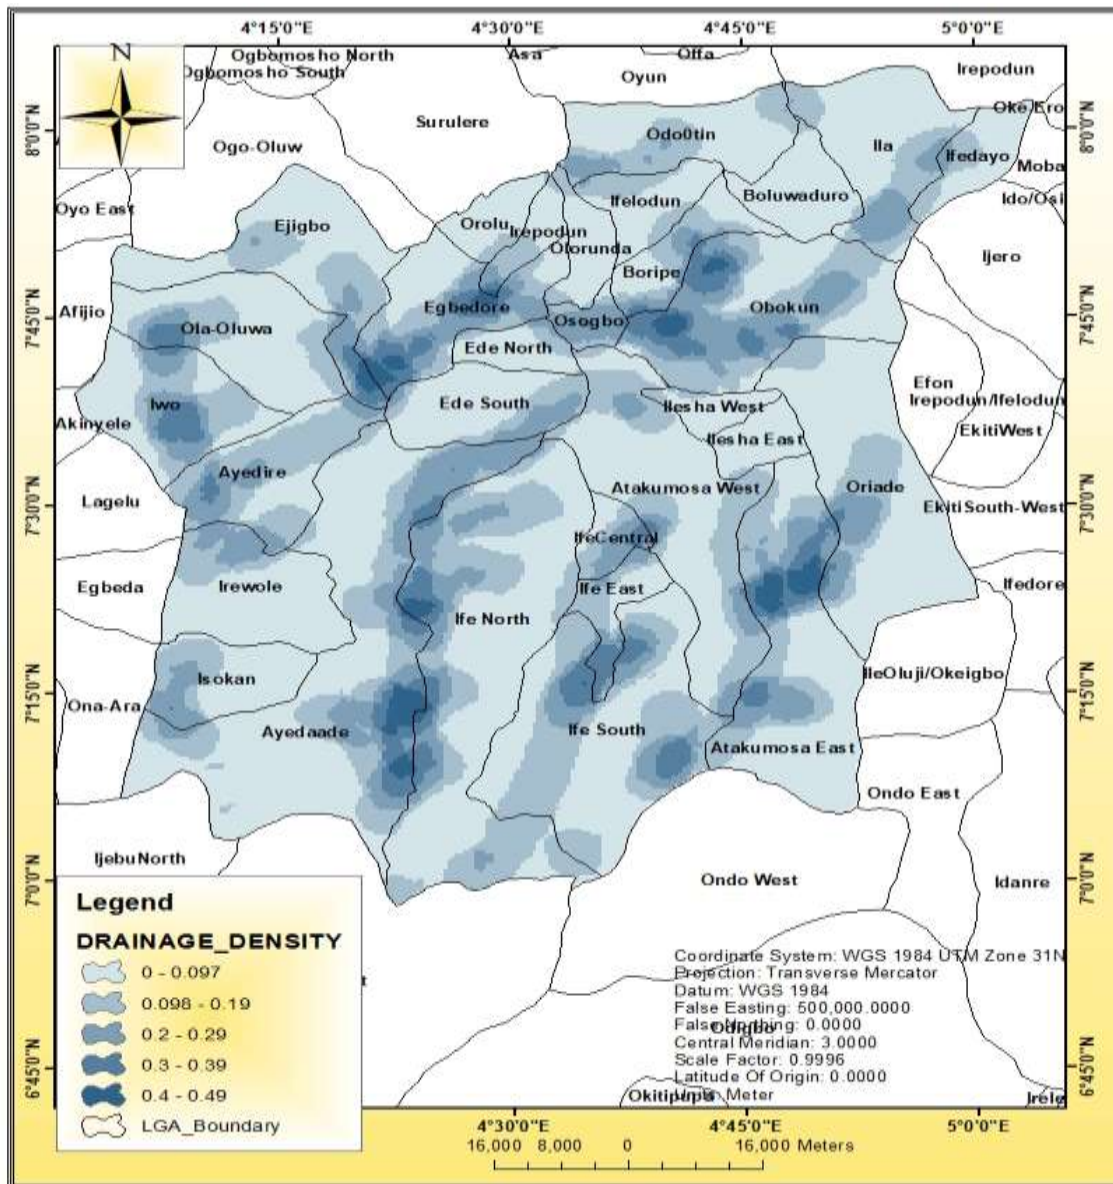 4°15'0"E 4°30'0"E 4°45'0"E 5°0'0"E
N
Ogbomosho North
Ogbomosho South
Asa
Offa
Oyun
Irepodun
Oke-Ero
8°0'0"N
8°0'0"N
Surulere
Odo0tin
Ogo-Oluw
Ila
Ifedayo
Moba
Oyo East
Ifelodun
Boluwaduro
Ido/Osi
Ejigbo
Orolu
Irepodun
Olorunda
Ijero
Boripe
Afijio
7°45'0"N
Ola-Oluwa
Egbedore
Osogbo
Obokun
7°45'0"N
Ede North
Efon
Irepodun/Ifelodun
Iwo
Ede South
Ilesha West
Akinyele
Ilesha East
EkitiWest
Ayedire
Lagelu
7°30'0"N
Atakumosa West
Oriade
EkitiSouth-West
7°30'0"N
IfeCentral
Egbeda
Irewole
Ife East
Ifedore
Ife North
Isokan
IleOluji/Okeigbo
7°15'0"N
Ona-Ara
7°15'0"N
Ayedaade
Ife South
Atakumosa East
Ondo East
IjebuNorth
7°0'0"N
Ondo West
Idanre
7°0'0"N
Legend
DRAINAGE_DENSITY
0 - 0.097
0.098 - 0.19
0.2 - 0.29
0.3 - 0.39
0.4 - 0.49
LGA_Boundary
t
Coordinate System: WGS 1984 UTM Zone 31N
Projection: Transverse Mercator
Datum: WGS 1984
False Easting: 500,000.0000
False Northing: 0.0000
Odigbo
Central Meridian: 3.0000
Scale Factor: 0.9996
Latitude Of Origin: 0.0000
Units: Meter
Okitipupa
Irele
6°45'0"N
6°45'0"N
4°30'0"E 4°45'0"E 5°0'0"E
16,000 8,000 0 16,000 Meters